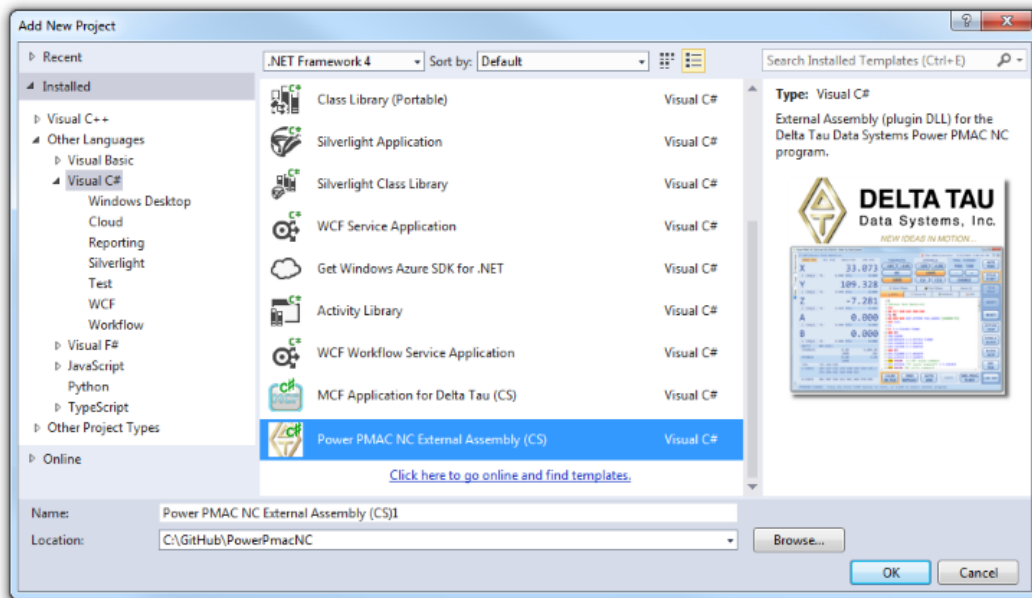 Add New Project
Recent
.NET Framework 4
Sort by: Default
Search Installed Templates (Ctrl+E)
Installed
Visual C++
Other Languages
Visual Basic
Visual C#
Windows Desktop
Cloud
Reporting
Silverlight
Test
WCF
Workflow
Visual F#
JavaScript
Python
TypeScript
Other Project Types
Online
Class Library (Portable) Visual C#
Silverlight Application Visual C#
Silverlight Class Library Visual C#
WCF Service Application Visual C#
Get Windows Azure SDK for .NET Visual C#
Activity Library Visual C#
WCF Workflow Service Application Visual C#
MCF Application for Delta Tau (CS) Visual C#
Power PMAC NC External Assembly (CS) Visual C#
Click here to go online and find templates.
Type: Visual C#
External Assembly (plugin DLL) for the
Delta Tau Data Systems Power PMAC NC
program.
DELTA TAU
Data Systems, Inc.
NEW IDEAS IN MOTION...
X 33.073
Y 109.328
Z -7.281
A 0.000
B 0.000
Name: Power PMAC NC External Assembly (CS)1
Location: C:\GitHub\PowerPmacNC
Browse...
OK
Cancel